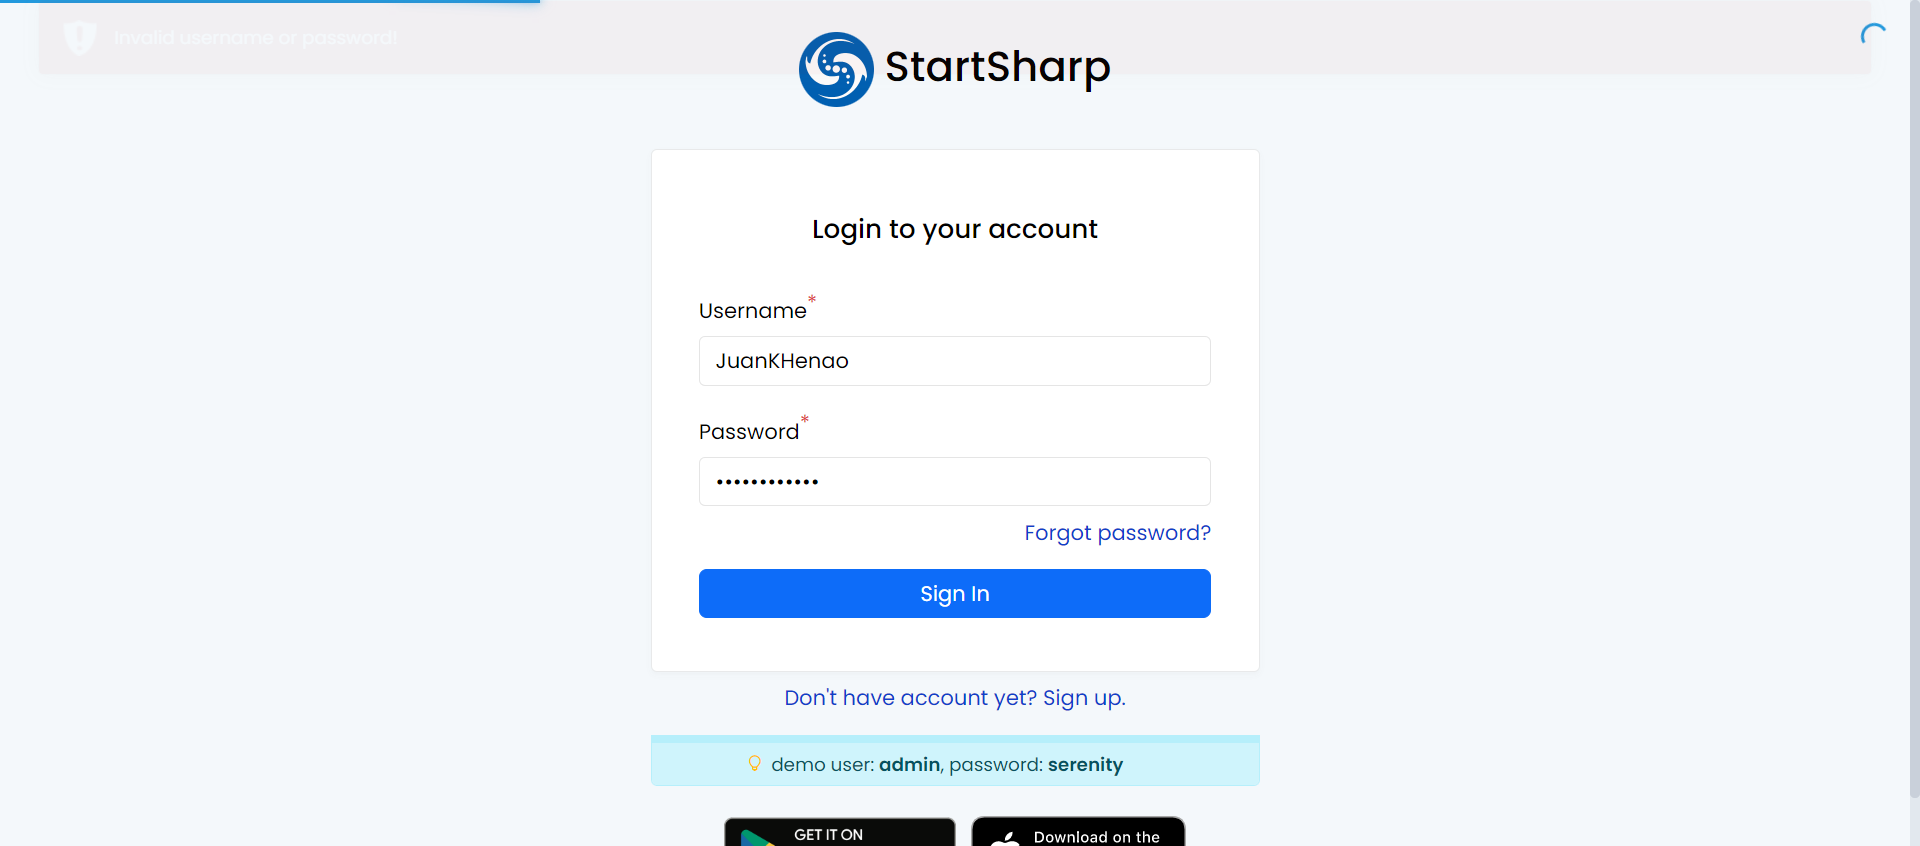 Invalid username or password!
StartSharp
Login to your account
Username*
JuanKHenao
Password*
••••••••••••
Forgot password?
Sign In
Don't have account yet? Sign up.
demo user: admin, password: serenity
GET IT ON
Download on the